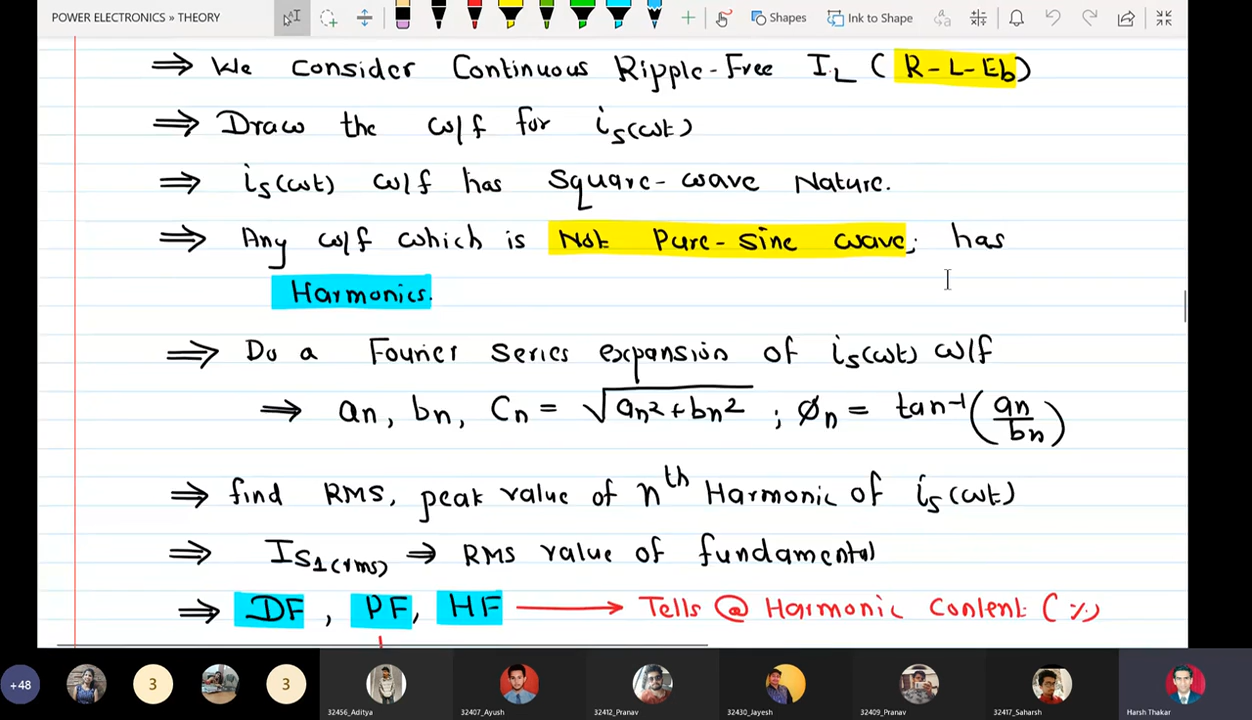 POWER ELECTRONICS » THEORY
Shapes
Ink to Shape
⇒ We consider Continuous Ripple-Free IL (R-L-Eb)
⇒ Draw the w/f for is(wt)
⇒ is(wt) w/f has Square-wave Nature.
⇒ Any w/f which is Not Pure-sine wave, has
Harmonics.
⇒ Do a Fourier Series expansion of is(wt) w/f
⇒ an, bn, Cn = √(an²+bn²) ; Øn = tan⁻¹(an/bn)
⇒ find RMS, peak value of nth Harmonic of is(wt)
⇒ IS1(rms) ⇒ RMS value of fundamental
⇒ DF, PF, HF → Tells @ Harmonic Content (%)
+48
3
3
32456_Aditya
32407_Ayush
32412_Pranav
32430_Jayesh
32409_Pranav
32417_Saharsh
Harsh Thakar